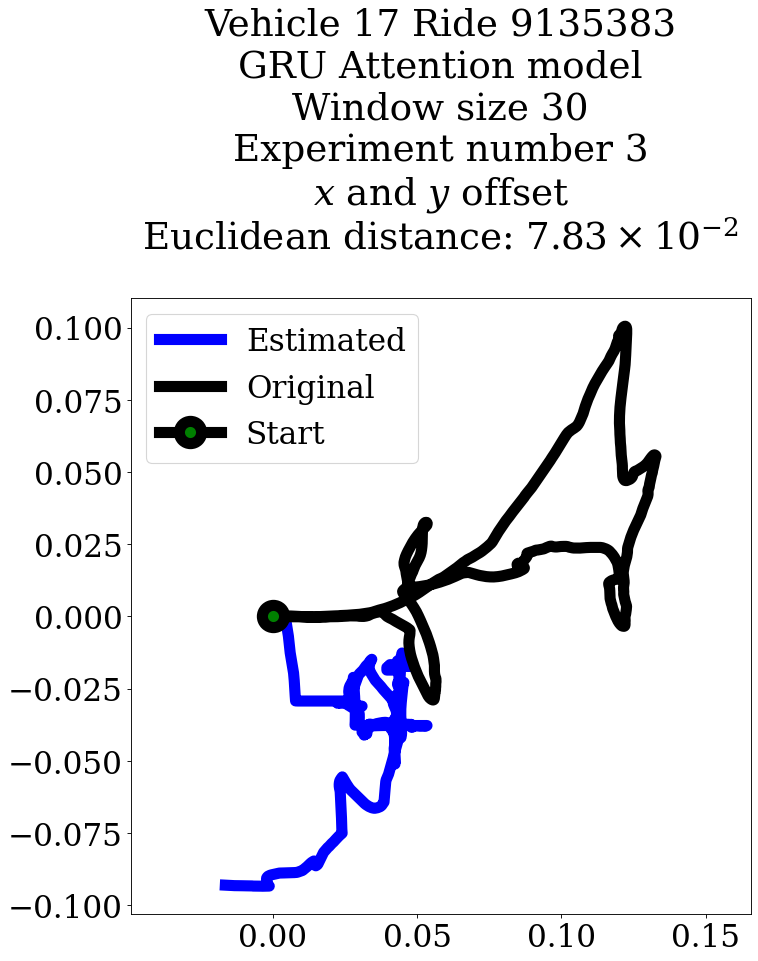 Vehicle 17 Ride 9135383
GRU Attention model
Window size 30
Experiment number 3
x and y offset
Euclidean distance: 7.83 × 10⁻²
Estimated
Original
Start
0.100
0.075
0.050
0.025
0.000
−0.025
−0.050
−0.075
−0.100
0.00 0.05 0.10 0.15